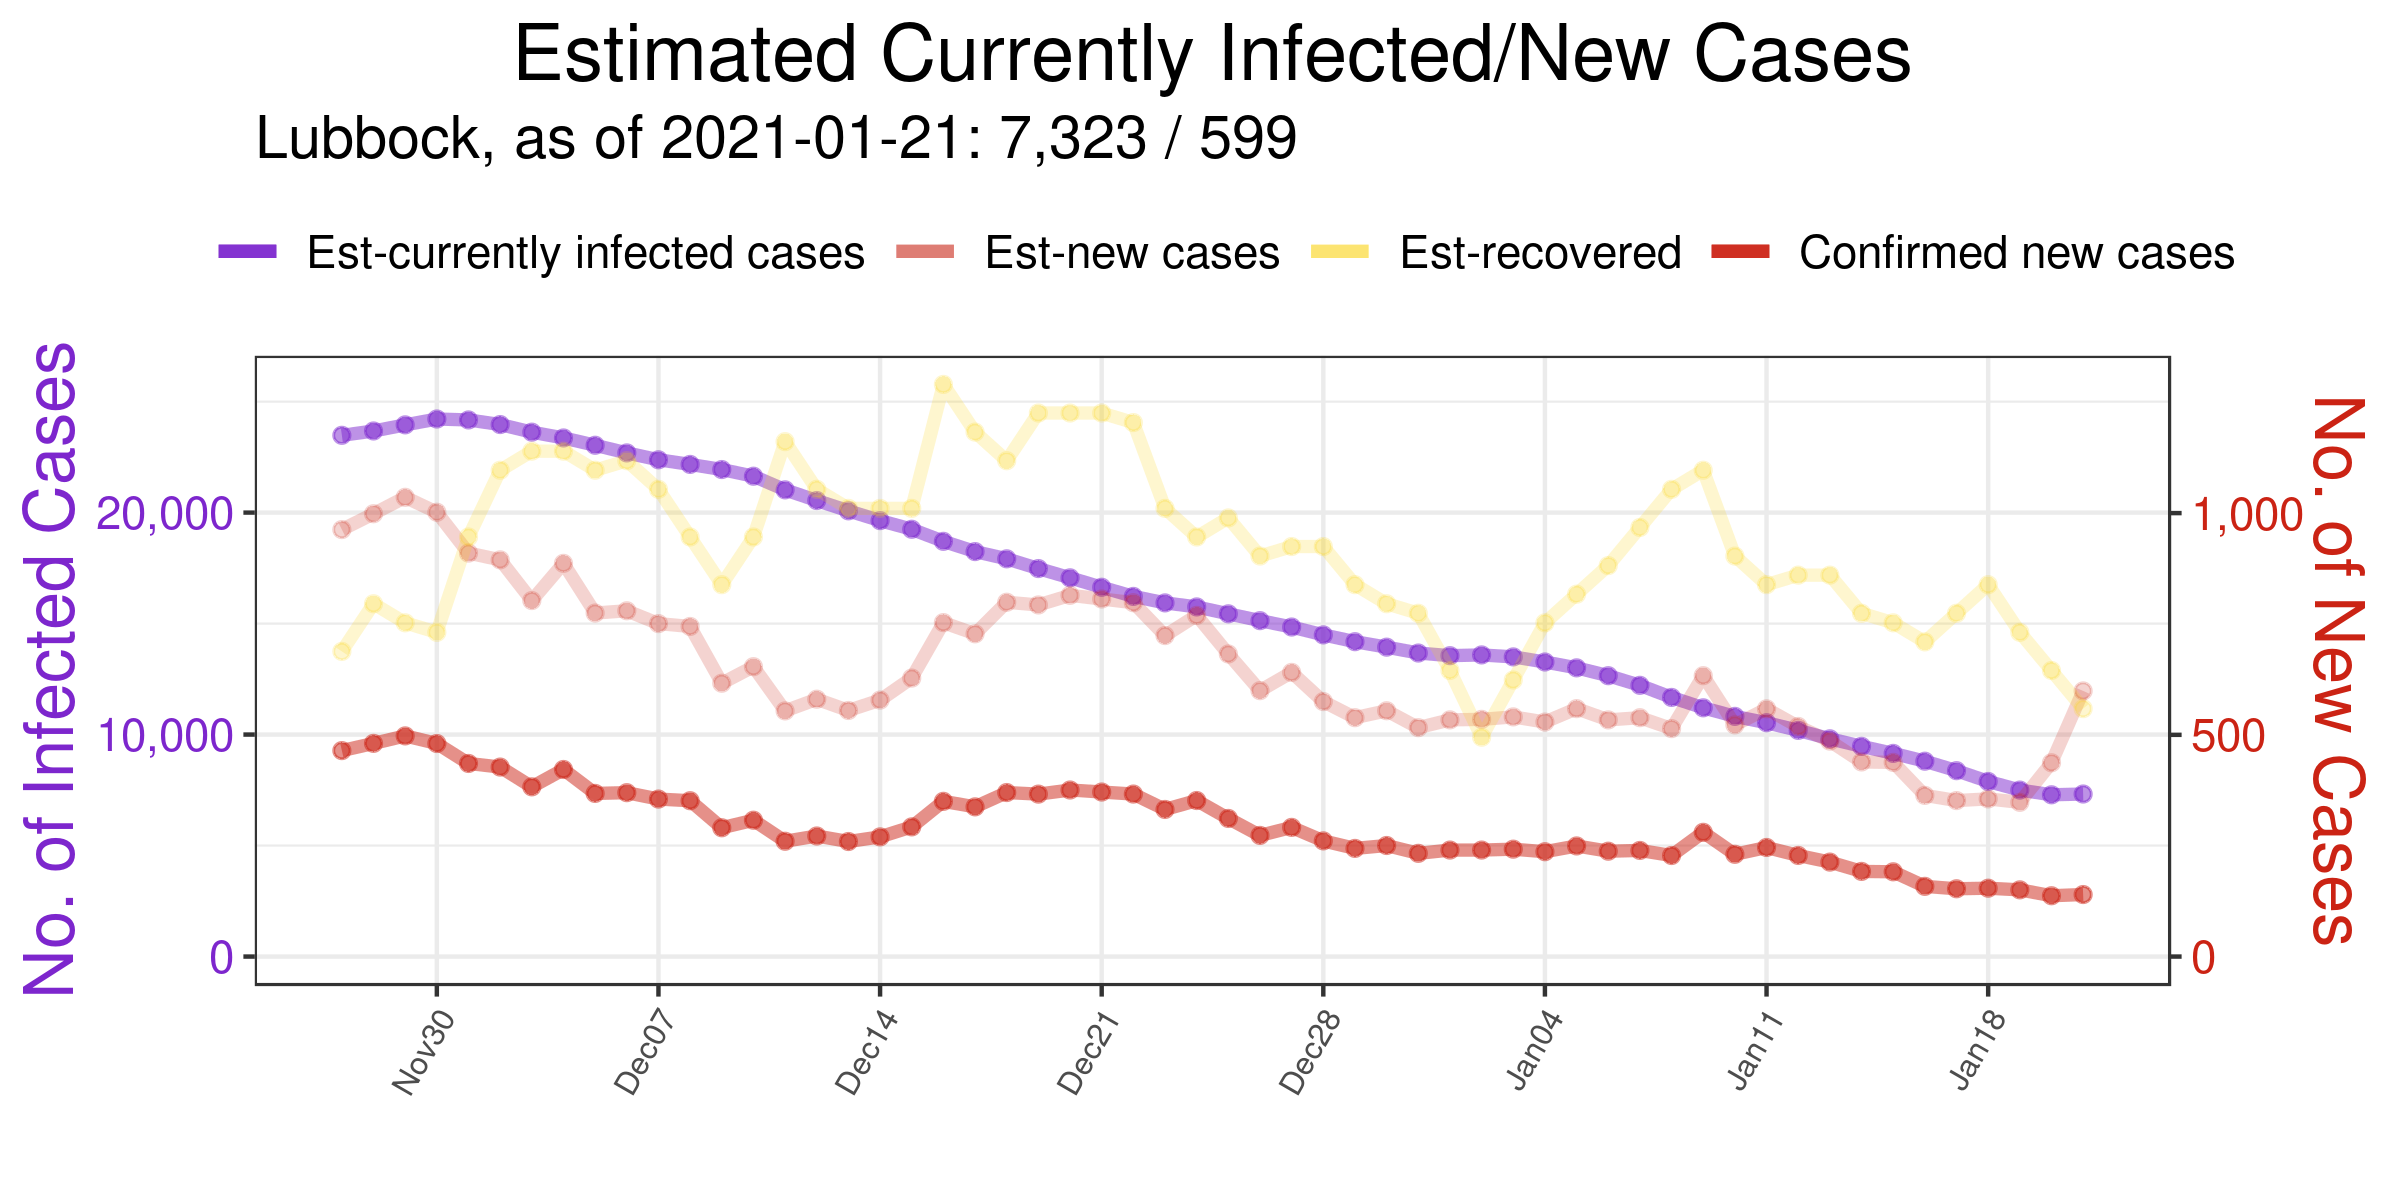 Estimated Currently Infected/New Cases
Lubbock, as of 2021-01-21: 7,323 / 599
Est-currently infected cases Est-new cases Est-recovered Confirmed new cases
No. of Infected Cases
20,000
10,000
0
1,000
500
0
No. of New Cases
Nov30 Dec07 Dec14 Dec21 Dec28 Jan04 Jan11 Jan18